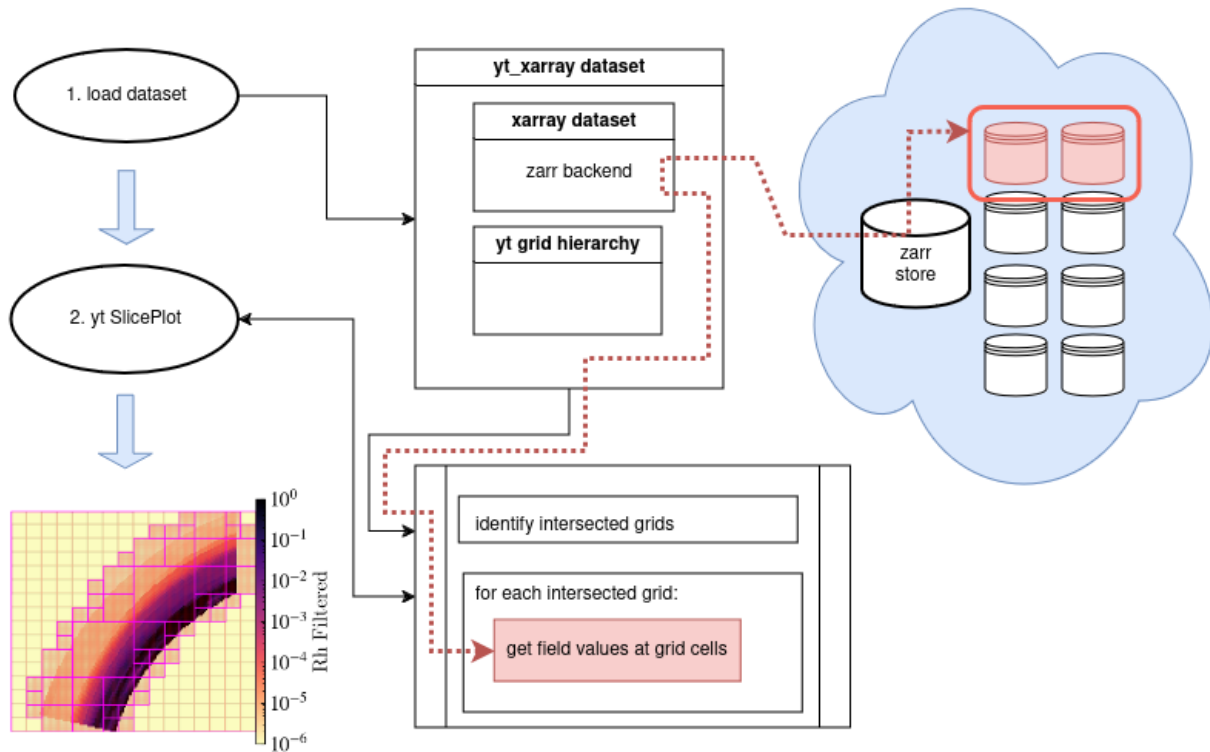 1. load dataset
yt_xarray dataset
xarray dataset
zarr backend
yt grid hierarchy
zarr
store
2. yt SlicePlot
identify intersected grids
for each intersected grid:
get field values at grid cells
10⁰
10⁻¹
10⁻²
10⁻³
10⁻⁴
10⁻⁵
10⁻⁶
Rh Filtered